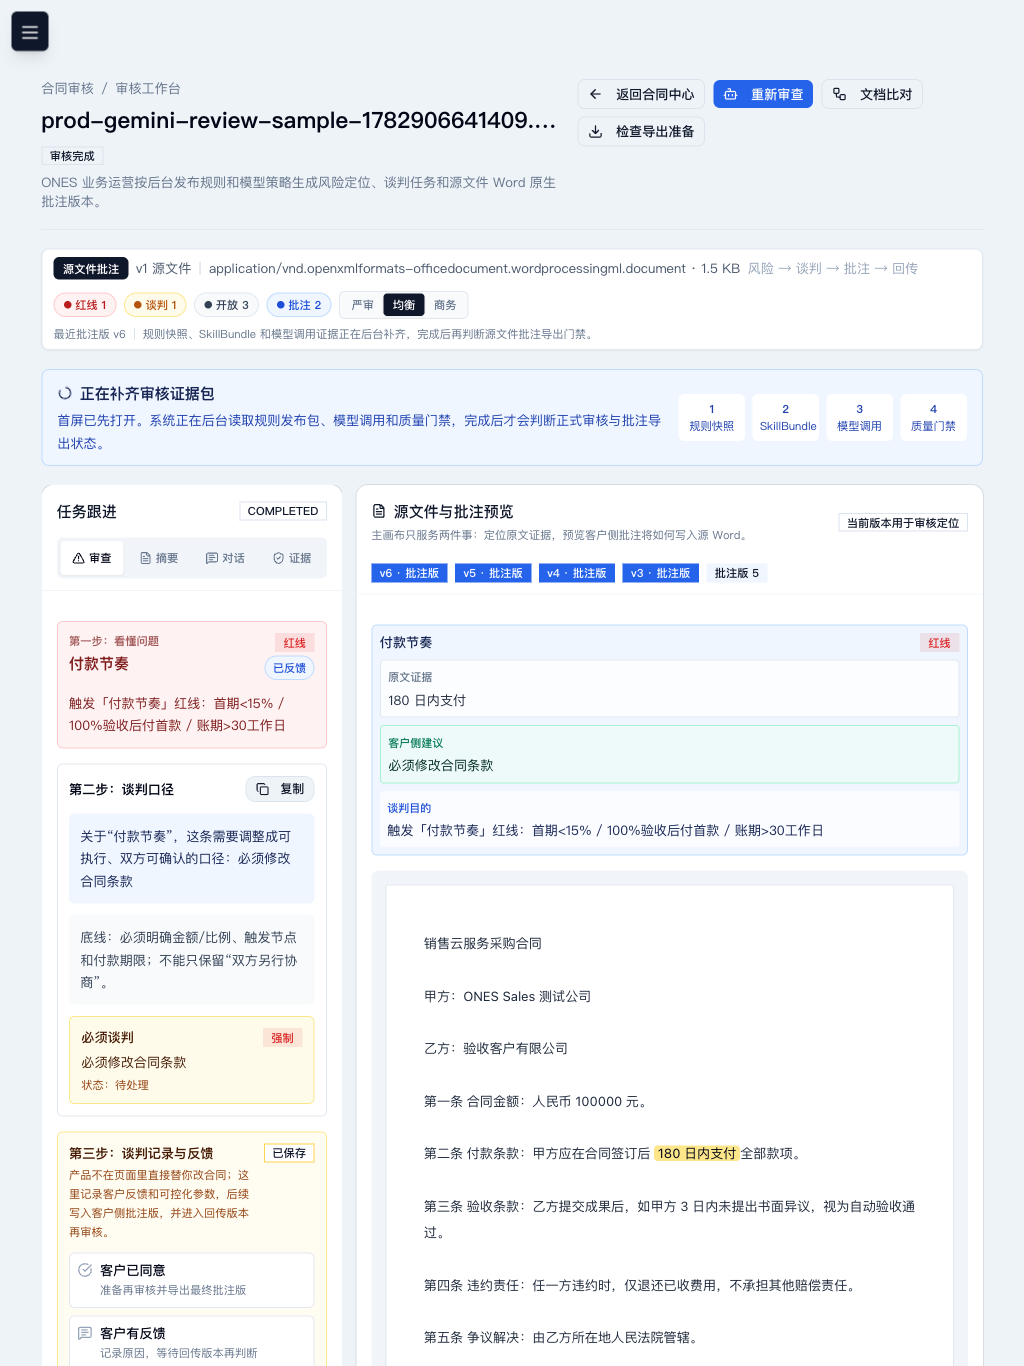 合同审核 / 审核工作台
prod-gemini-review-sample-1782906641409....
审核完成
ONES 业务运营按后台发布规则和模型策略生成风险定位、谈判任务和源文件 Word 原生
批注版本。
返回合同中心
重新审查
文档比对
检查导出准备
源文件批注 v1 源文件 application/vnd.openxmlformats-officedocument.wordprocessingml.document · 1.5 KB 风险 → 谈判 → 批注 → 回传
红线 1 谈判 1 开放 3 批注 2 严审 均衡 商务
最近批注版 v6 规则快照、SkillBundle 和模型调用证据正在后台补齐，完成后再判断源文件批注导出门禁。
正在补齐审核证据包
首屏已先打开。系统正在后台读取规则发布包、模型调用和质量门禁，完成后才会判断正式审核与批注导
出状态。
1
规则快照
2
SkillBundle
3
模型调用
4
质量门禁
任务跟进
COMPLETED
审查 摘要 对话 证据
第一步：看懂问题
红线
付款节奏
已反馈
触发「付款节奏」红线：首期<15% /
100%验收后付首款 / 账期>30工作日
第二步：谈判口径
复制
关于“付款节奏”，这条需要调整成可
执行、双方可确认的口径：必须修改
合同条款
底线：必须明确金额/比例、触发节点
和付款期限；不能只保留“双方另行协
商”。
必须谈判
强制
必须修改合同条款
状态：待处理
第三步：谈判记录与反馈
已保存
产品不在页面里直接替你改合同；这
里记录客户反馈和可控化参数，后续
写入客户侧批注版，并进入回传版本
再审核。
客户已同意
准备再审核并导出最终批注版
客户有反馈
记录原因，等待回传版本再判断
源文件与批注预览
主画布只服务两件事：定位原文证据，预览客户侧批注将如何写入源 Word。
当前版本用于审核定位
v6 · 批注版 v5 · 批注版 v4 · 批注版 v3 · 批注版 批注版 5
付款节奏
红线
原文证据
180 日内支付
客户侧建议
必须修改合同条款
谈判目的
触发「付款节奏」红线：首期<15% / 100%验收后付首款 / 账期>30工作日
销售云服务采购合同
甲方：ONES Sales 测试公司
乙方：验收客户有限公司
第一条 合同金额：人民币 100000 元。
第二条 付款条款：甲方应在合同签订后 180 日内支付 全部款项。
第三条 验收条款：乙方提交成果后，如甲方 3 日内未提出书面异议，视为自动验收通
过。
第四条 违约责任：任一方违约时，仅退还已收费用，不承担其他赔偿责任。
第五条 争议解决：由乙方所在地人民法院管辖。